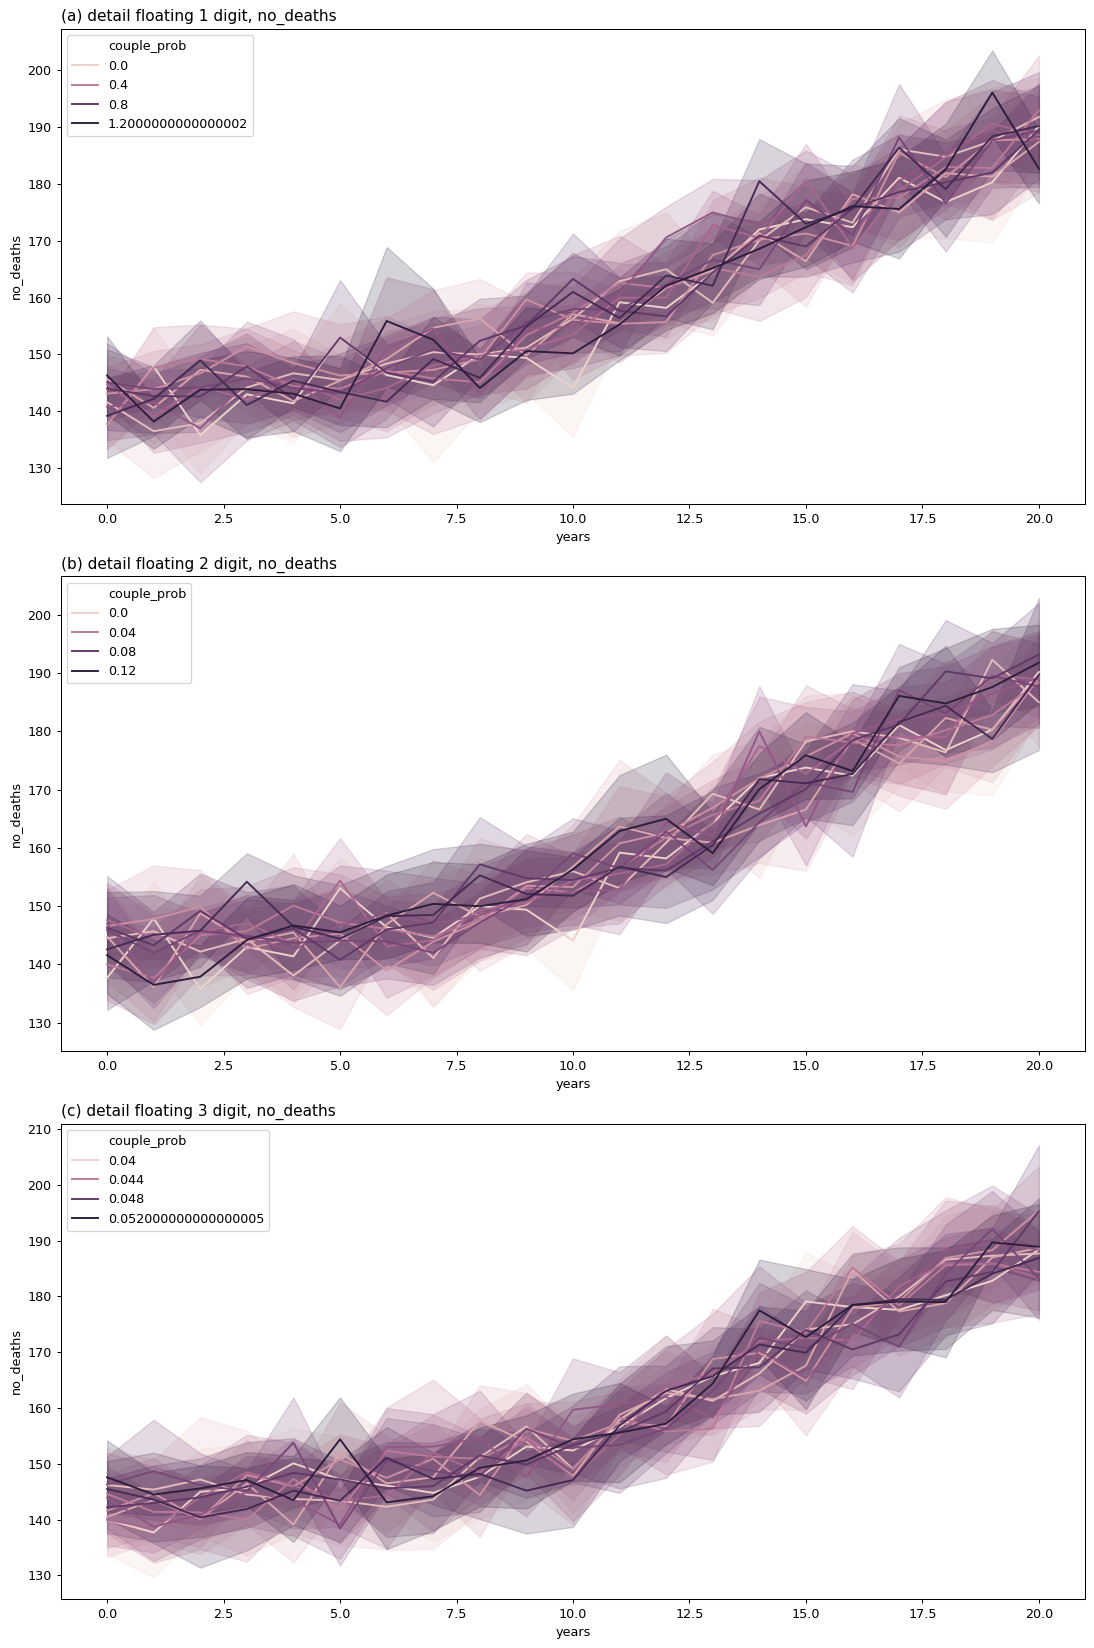 (a) detail floating 1 digit, no_deaths
couple_prob
0.0
0.4
0.8
1.2000000000000002
200
190
180
170
160
150
140
130
no_deaths
0.0 2.5 5.0 7.5 10.0 12.5 15.0 17.5 20.0
years
(b) detail floating 2 digit, no_deaths
couple_prob
0.0
0.04
0.08
0.12
200
190
180
170
160
150
140
130
no_deaths
0.0 2.5 5.0 7.5 10.0 12.5 15.0 17.5 20.0
years
(c) detail floating 3 digit, no_deaths
couple_prob
0.04
0.044
0.048
0.052000000000000005
210
200
190
180
170
160
150
140
130
no_deaths
0.0 2.5 5.0 7.5 10.0 12.5 15.0 17.5 20.0
years